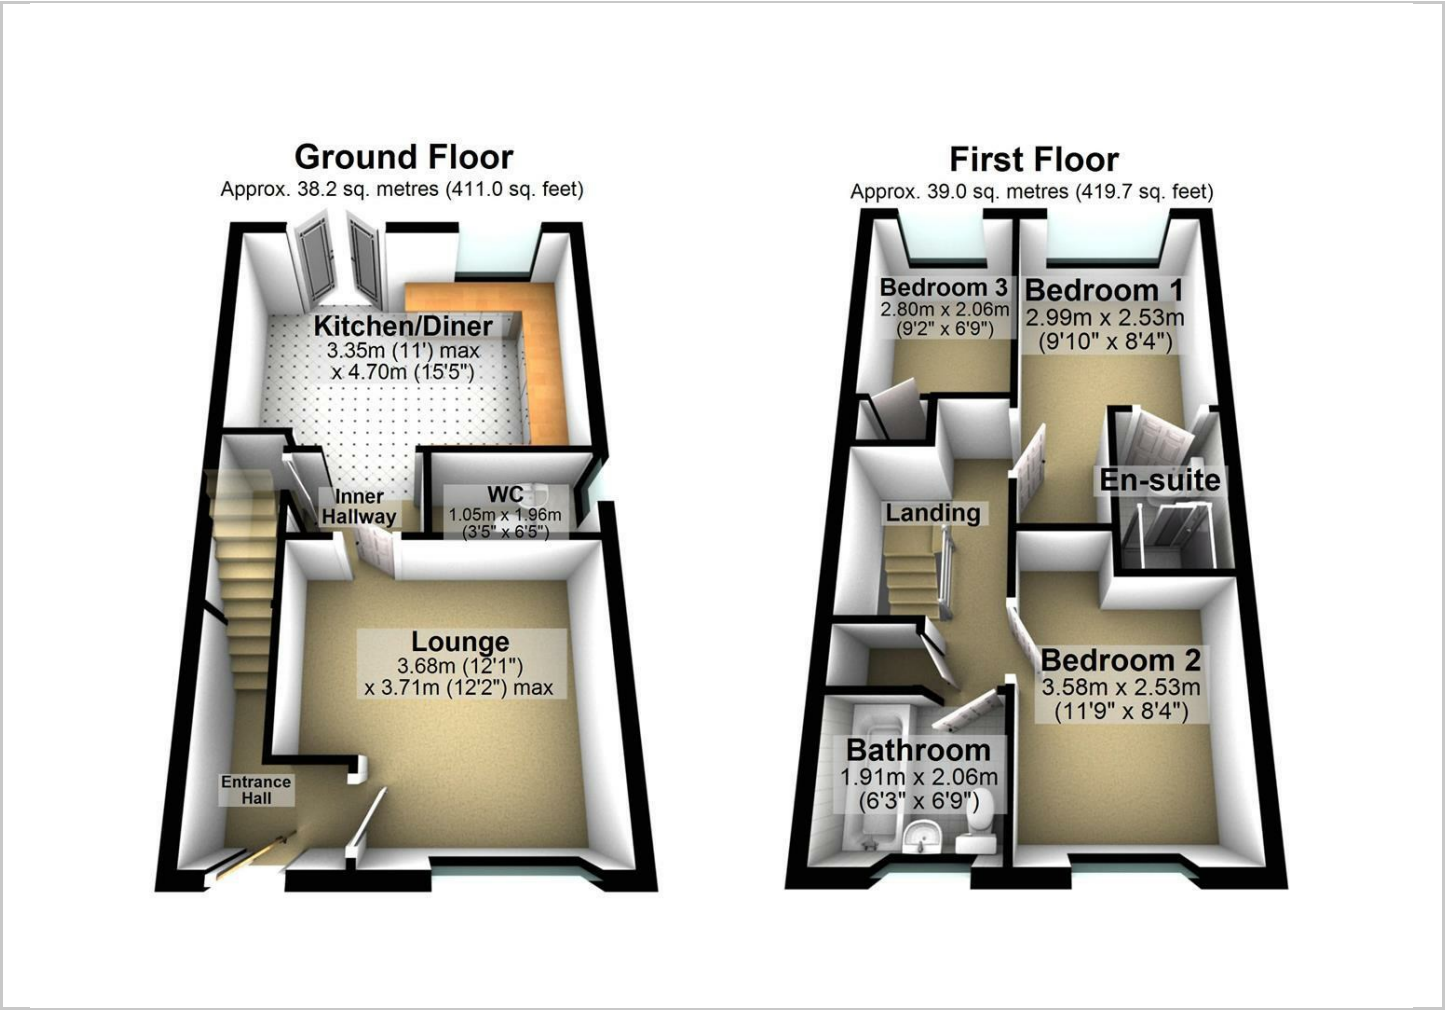 Ground Floor
Approx. 38.2 sq. metres (411.0 sq. feet)
Kitchen/Diner
3.35m (11') max
x 4.70m (15'5")
Inner
Hallway
WC
1.05m x 1.96m
(3'5" x 6'5")
Lounge
3.68m (12'1")
x 3.71m (12'2") max
Entrance
Hall
First Floor
Approx. 39.0 sq. metres (419.7 sq. feet)
Bedroom 3
2.80m x 2.06m
(9'2" x 6'9")
Bedroom 1
2.99m x 2.53m
(9'10" x 8'4")
En-suite
Landing
Bedroom 2
3.58m x 2.53m
(11'9" x 8'4")
Bathroom
1.91m x 2.06m
(6'3" x 6'9")